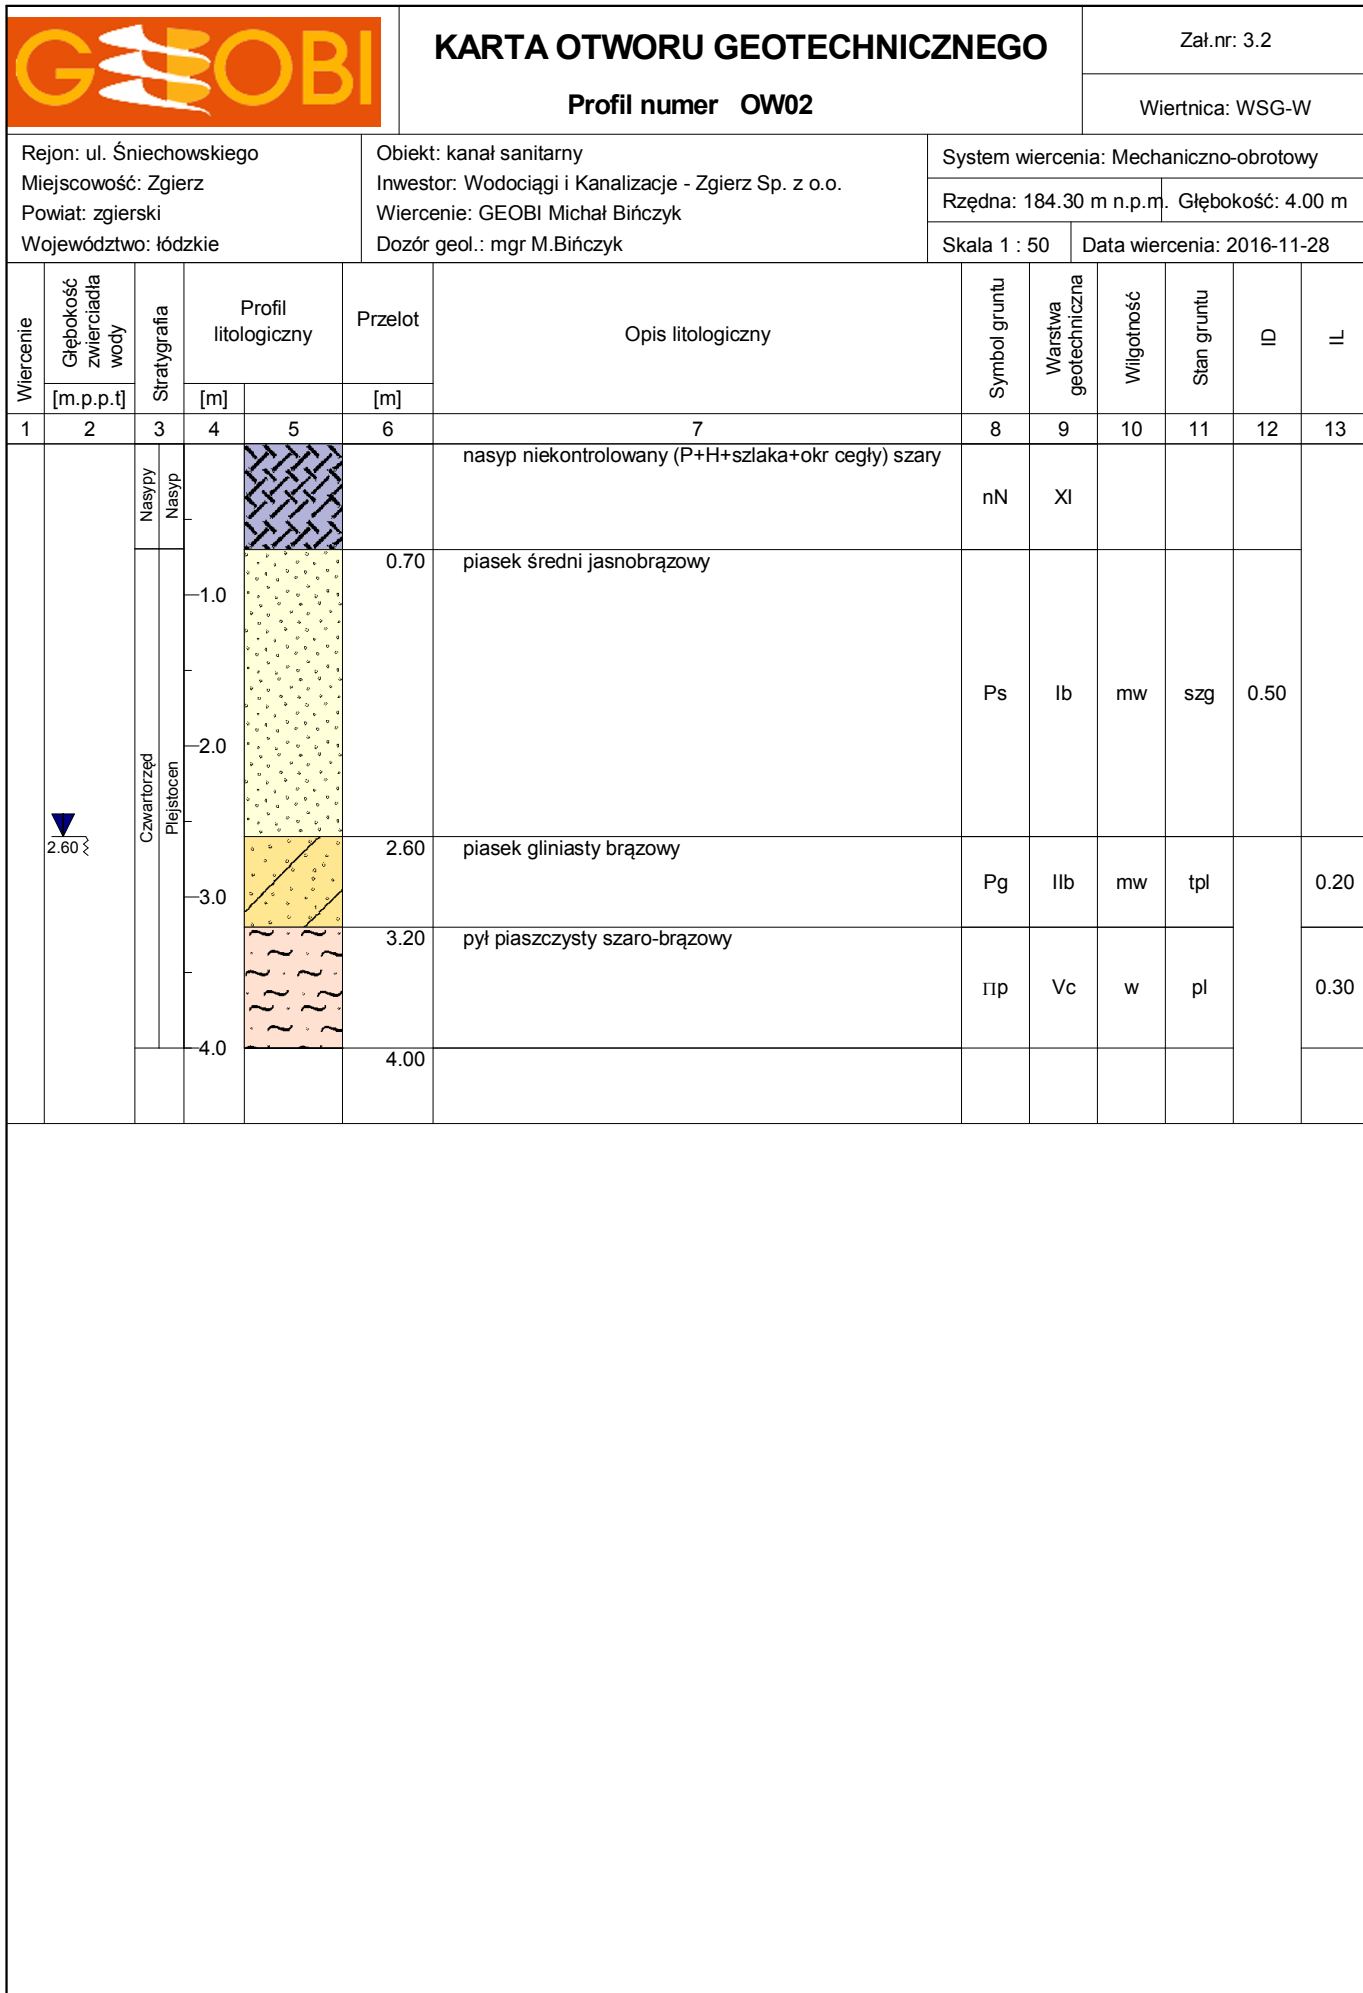 GEOBI
KARTA OTWORU GEOTECHNICZNEGO
Profil numer OW02
Zał.nr: 3.2
Wiertnica: WSG-W
Rejon: ul. Śniechowskiego
Miejscowość: Zgierz
Powiat: zgierski
Województwo: łódzkie
Obiekt: kanał sanitarny
Inwestor: Wodociągi i Kanalizacje - Zgierz Sp. z o.o.
Wiercenie: GEOBI Michał Bińczyk
Dozór geol.: mgr M.Bińczyk
System wiercenia: Mechaniczno-obrotowy
Rzędna: 184.30 m n.p.m. Głębokość: 4.00 m
Skala 1 : 50 Data wiercenia: 2016-11-28
Wiercenie
Głębokość
zwierciadła
wody
[m.p.p.t]
Stratygrafia
Profil
litologiczny
[m]
Przelot
[m]
Opis litologiczny
Symbol gruntu
Warstwa
geotechniczna
Wilgotność
Stan gruntu
ID
IL
1 2 3 4 5 6 7 8 9 10 11 12 13
Nasypy
Nasyp
nasyp niekontrolowany (P+H+szlaka+okr cegły) szary
nN XI
0.70 piasek średni jasnobrązowy
1.0
Ps Ib mw szg 0.50
2.0
Czwartorzęd
Plejstocen
2.60
2.60 piasek gliniasty brązowy
Pg IIb mw tpl 0.20
3.0
3.20 pył piaszczysty szaro-brązowy
Πp Vc w pl 0.30
4.0
4.00